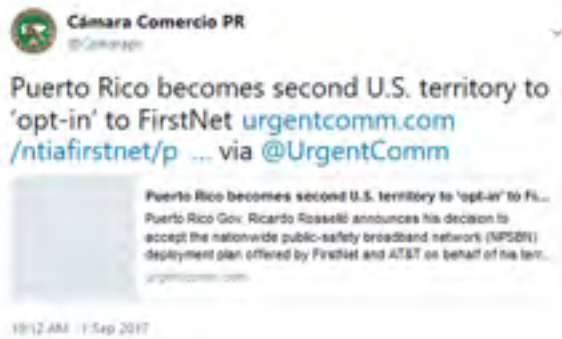 Cámara Comercio PR
Puerto Rico becomes second U.S. territory to
'opt-in' to FirstNet urgentcomm.com
/ntiafirstnet/p ... via @UrgentComm
Puerto Rico becomes second U.S. territory to 'opt-in' to Fi...
Puerto Rico Gov. Ricardo Rosselló announces his decision to
accept the nationwide public-safety broadband network (NPSBN)
deployment plan offered by FirstNet and AT&T on behalf of his terr...
urgentcomm.com
10:12 AM - 1 Sep 2017